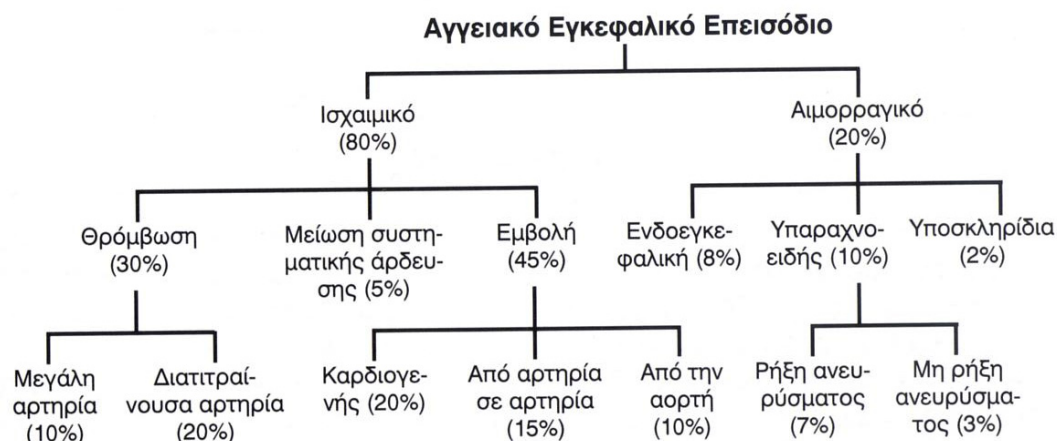 Αγγειακό Εγκεφαλικό Επεισόδιο
Ισχαιμικό
(80%)
Αιμορραγικό
(20%)
Θρόμβωση
(30%)
Μείωση συστη-
ματικής άρδευ-
σης (5%)
Εμβολή
(45%)
Ενδοεγκε-
φαλική (8%)
Υπαραχνο-
ειδής (10%)
Υποσκληρίδια
(2%)
Μεγάλη
αρτηρία
(10%)
Διατιτραί-
νουσα αρτηρία
(20%)
Καρδιογε-
νής (20%)
Από αρτηρία
σε αρτηρία
(15%)
Από την
αορτή
(10%)
Ρήξη ανευ-
ρύσματος
(7%)
Μη ρήξη
ανευρύσμα-
τος (3%)